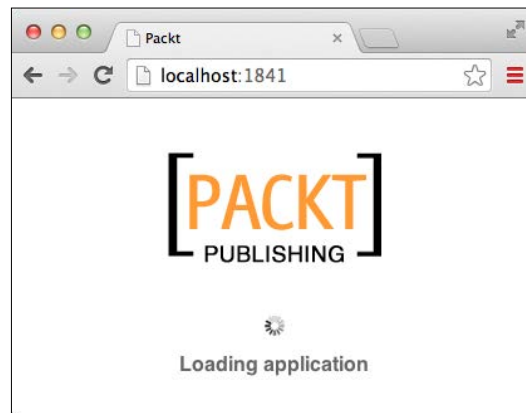 Packt
localhost:1841
PACKT
PUBLISHING
Loading application